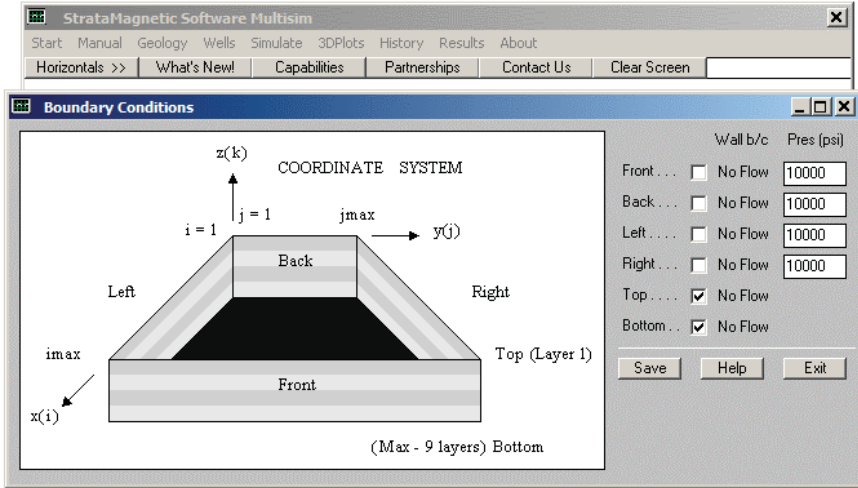 StrataMagnetic Software Multisim
Start Manual Geology Wells Simulate 3DPlots History Results About
Horizontals >> What's New! Capabilities Partnerships Contact Us Clear Screen
Boundary Conditions
z(k)
COORDINATE SYSTEM
j = 1
jmax
i = 1
y(j)
Back
Left
Right
imax
Top (Layer 1)
Front
x(i)
(Max - 9 layers) Bottom
Wall b/c Pres (psi)
Front . . . No Flow 10000
Back . . . No Flow 10000
Left . . . . No Flow 10000
Right . . . No Flow 10000
Top . . . . No Flow
Bottom . . No Flow
Save Help Exit